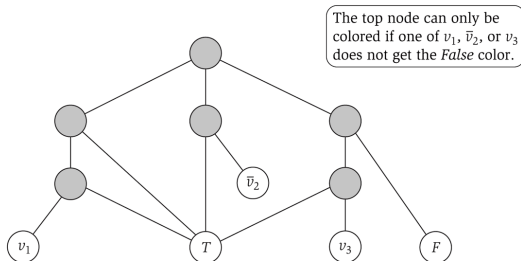 The top node can only be
colored if one of v₁, v̄₂, or v₃
does not get the False color.
v̄₂
v₁
T
v₃
F